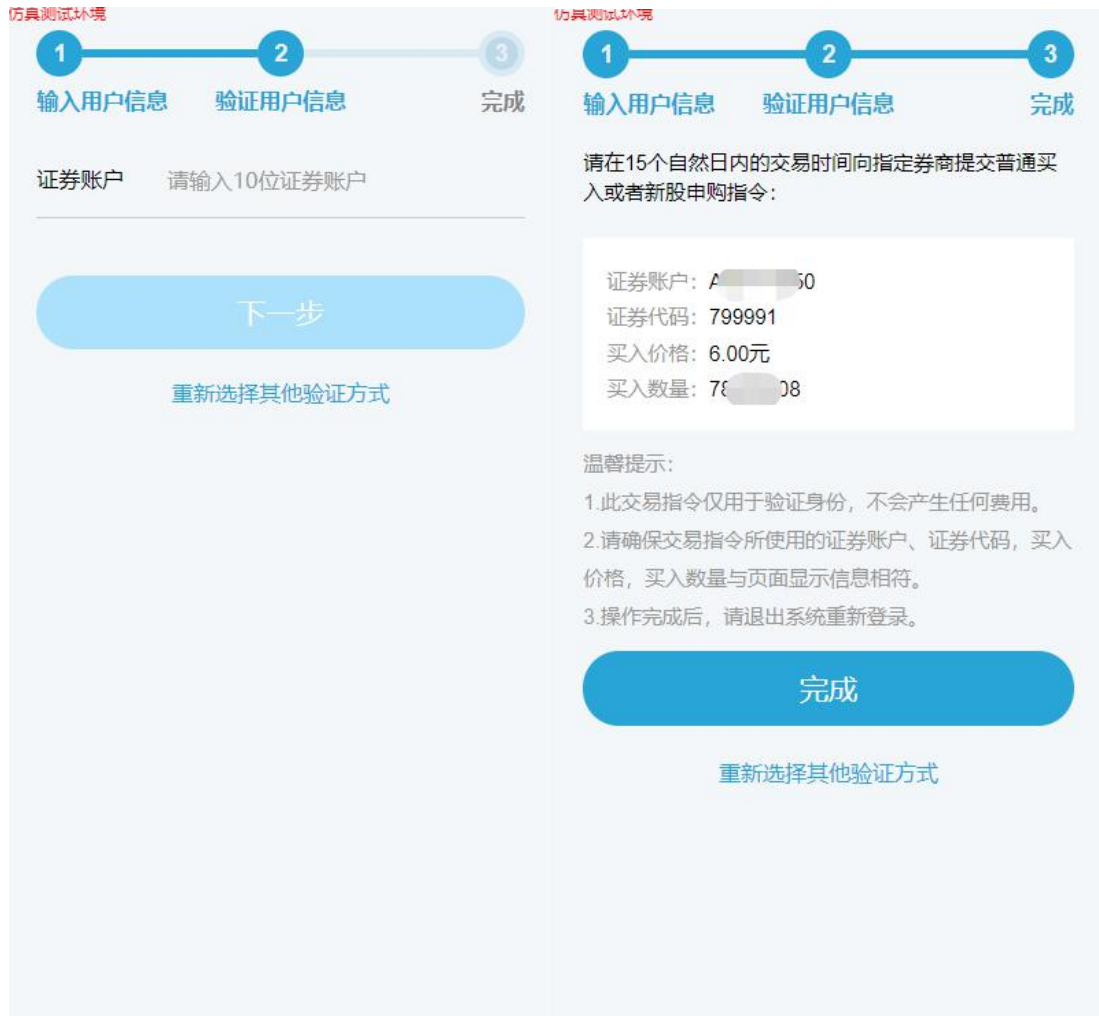 仿真测试环境
1
2
3
输入用户信息
验证用户信息
完成
证券账户
请输入10位证券账户
下一步
重新选择其他验证方式
仿真测试环境
1
2
3
输入用户信息
验证用户信息
完成
请在15个自然日内的交易时间向指定券商提交普通买
入或者新股申购指令：
证券账户：A 50
证券代码：799991
买入价格：6.00元
买入数量：78 08
温馨提示：
1.此交易指令仅用于验证身份，不会产生任何费用。
2.请确保交易指令所使用的证券账户、证券代码，买入
价格，买入数量与页面显示信息相符。
3.操作完成后，请退出系统重新登录。
完成
重新选择其他验证方式